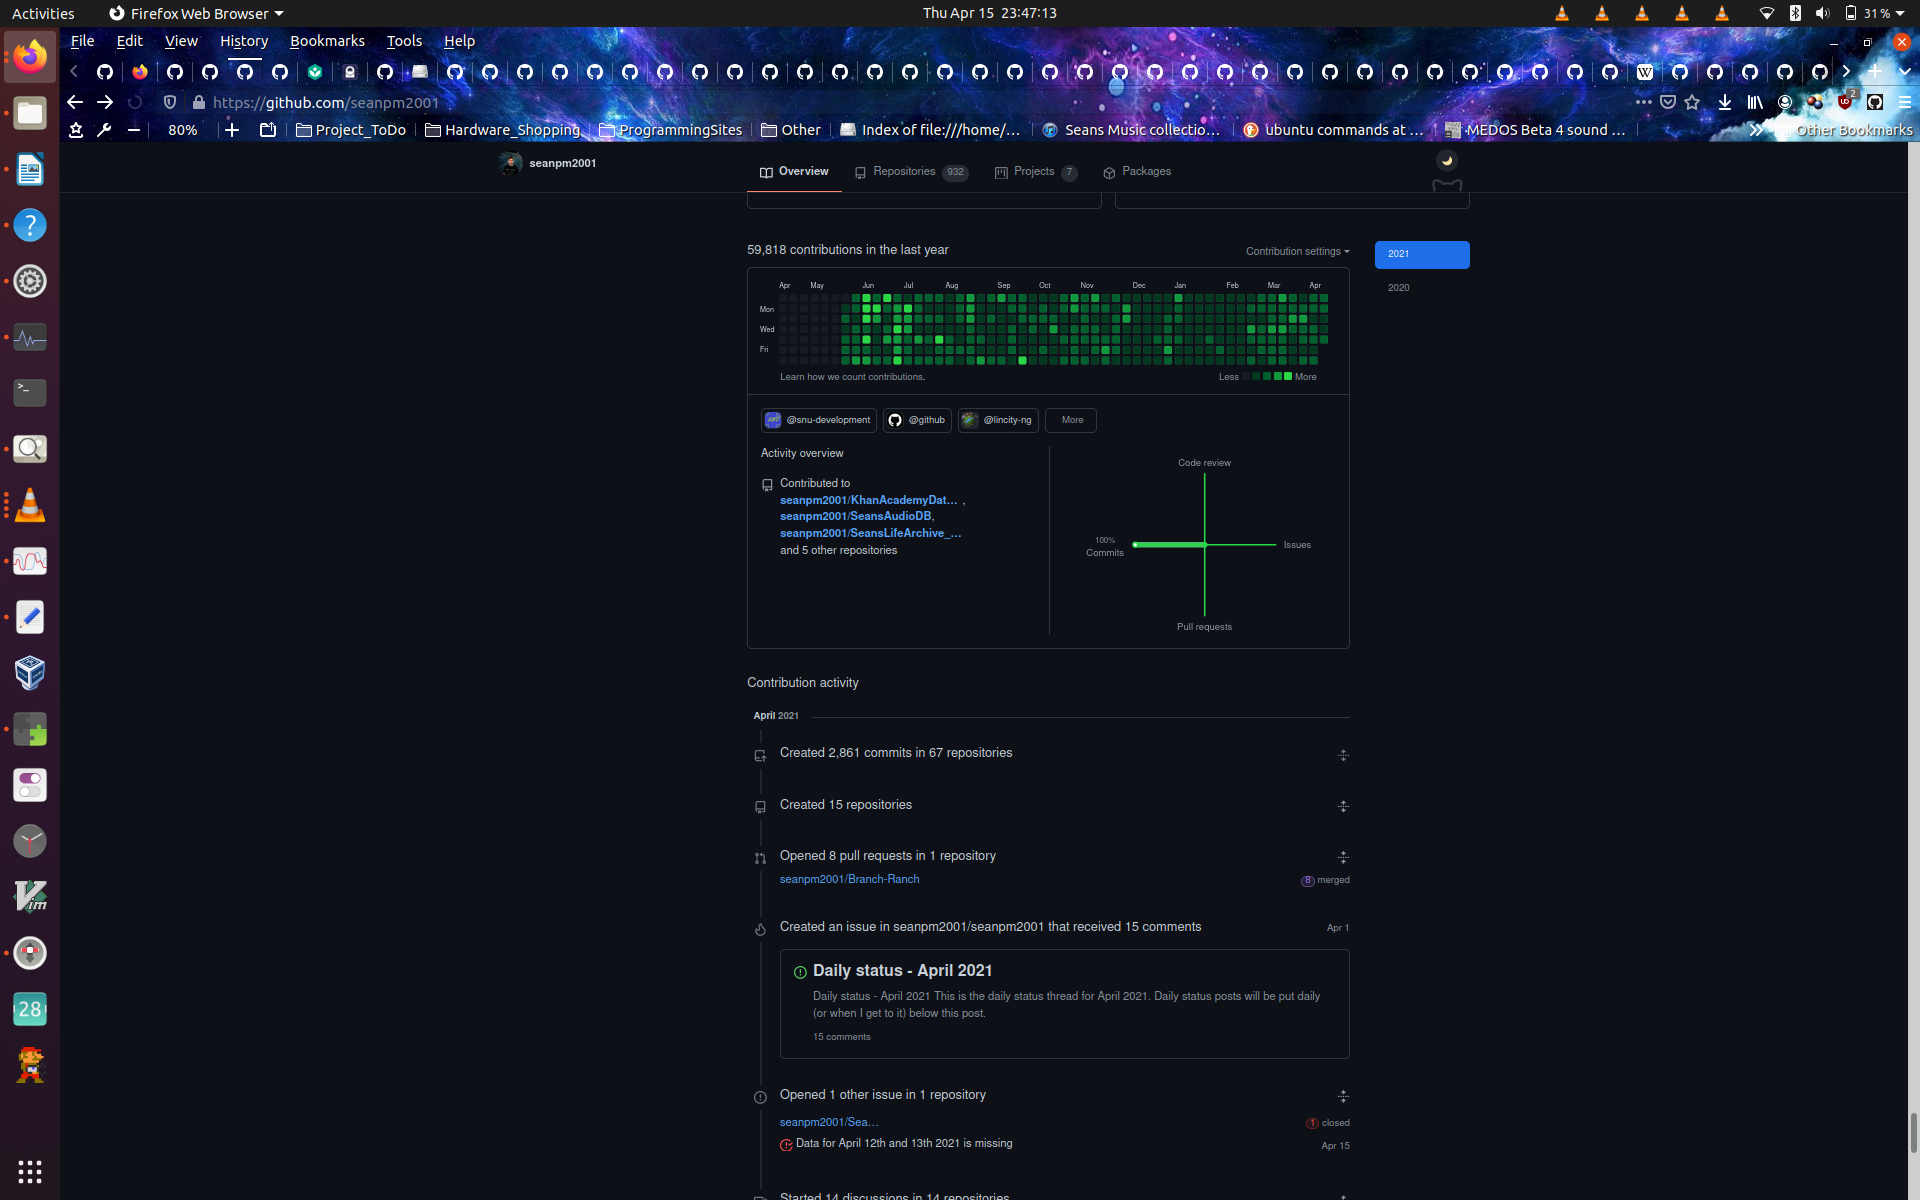 Activities
Firefox Web Browser
Thu Apr 15 23:47:13
31 %
File Edit View History Bookmarks Tools Help
https://github.com/seanpm2001
2
80%
Project_ToDo
Hardware_Shopping
ProgrammingSites
Other
Index of file:///home/…
Seans Music collectio…
ubuntu commands at …
MEDOS Beta 4 sound …
Other Bookmarks
seanpm2001
Overview
Repositories 932
Projects 7
Packages
59,818 contributions in the last year
Contribution settings
2021
2020
Apr May Jun Jul Aug Sep Oct Nov Dec Jan Feb Mar Apr
Mon
Wed
Fri
Learn how we count contributions.
Less More
@snu-development
@github
@lincity-ng
More
Activity overview
Contributed to
seanpm2001/KhanAcademyDat… ,
seanpm2001/SeansAudioDB,
seanpm2001/SeansLifeArchive_…
and 5 other repositories
Code review
100%
Commits
Issues
Pull requests
Contribution activity
April 2021
Created 2,861 commits in 67 repositories
Created 15 repositories
Opened 8 pull requests in 1 repository
seanpm2001/Branch-Ranch
8 merged
Created an issue in seanpm2001/seanpm2001 that received 15 comments
Apr 1
Daily status - April 2021
Daily status - April 2021 This is the daily status thread for April 2021. Daily status posts will be put daily
(or when I get to it) below this post.
15 comments
Opened 1 other issue in 1 repository
seanpm2001/Sea…
1 closed
Data for April 12th and 13th 2021 is missing
Apr 15
Started 14 discussions in 14 repositories
28